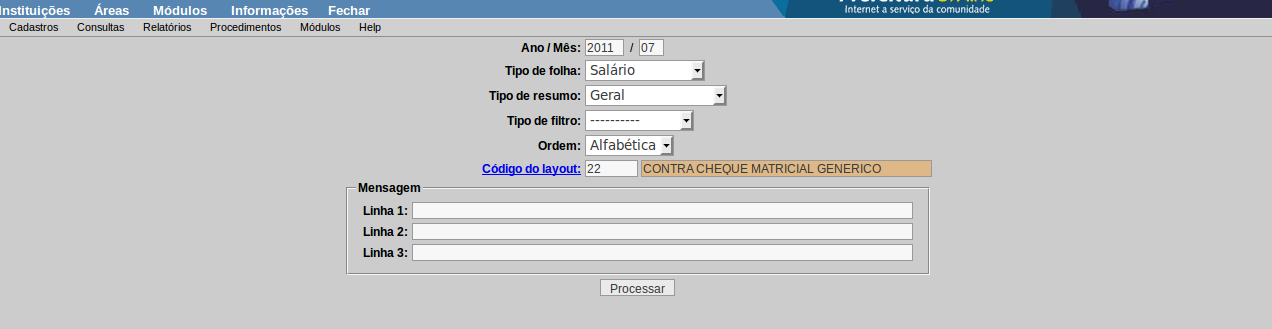 Instituições Áreas Módulos Informações Fechar
Internet a serviço da comunidade
Cadastros Consultas Relatórios Procedimentos Módulos Help
Ano / Mês: 2011 / 07
Tipo de folha: Salário
Tipo de resumo: Geral
Tipo de filtro: ----------
Ordem: Alfabética
Código do layout: 22 CONTRA CHEQUE MATRICIAL GENERICO
Mensagem
Linha 1:
Linha 2:
Linha 3:
Processar